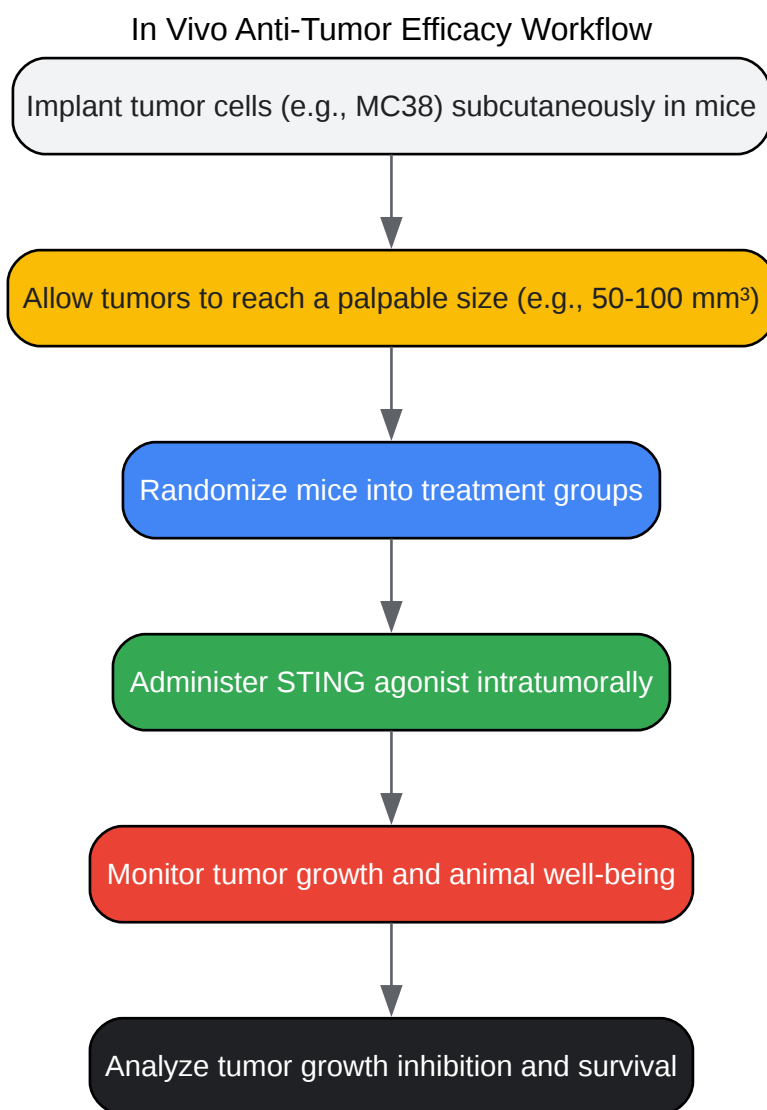 In Vivo Anti-Tumor Efficacy Workflow
Implant tumor cells (e.g., MC38) subcutaneously in mice
Allow tumors to reach a palpable size (e.g., 50-100 mm³)
Randomize mice into treatment groups
Administer STING agonist intratumorally
Monitor tumor growth and animal well-being
Analyze tumor growth inhibition and survival